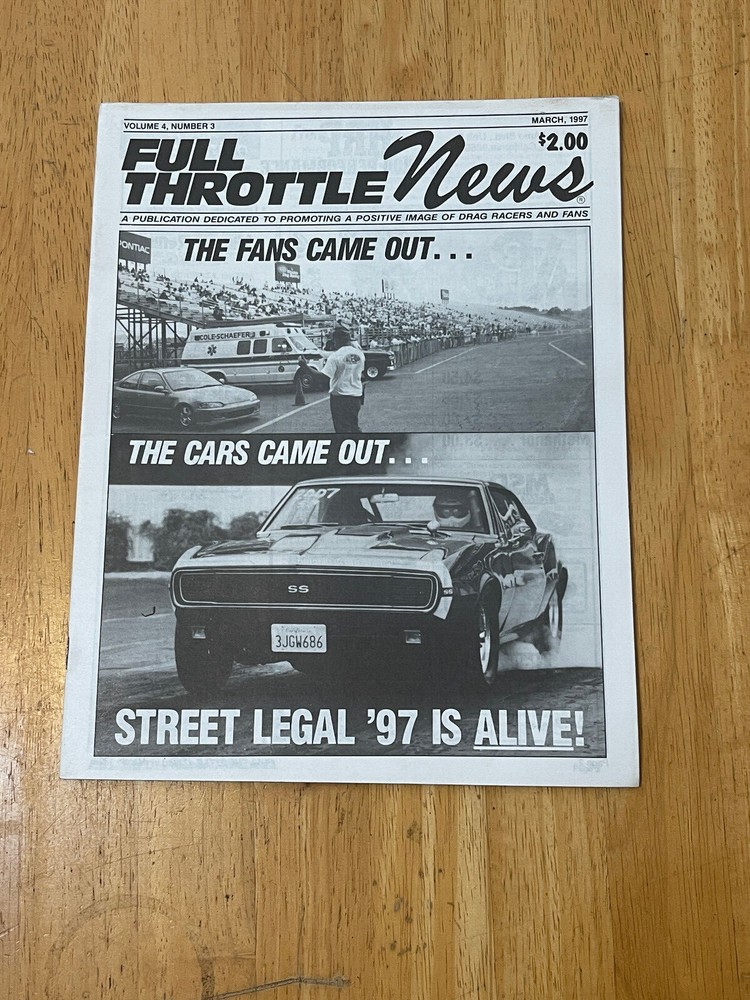 VOLUME 4, NUMBER 3
MARCH, 1997
$2.00
FULL
THROTTLE News
®
A PUBLICATION DEDICATED TO PROMOTING A POSITIVE IMAGE OF DRAG RACERS AND FANS
PONTIAC
THE FANS CAME OUT...
COLE-SCHAEFER
THE CARS CAME OUT...
SS
SS
California
3JGW686
STREET LEGAL '97 IS ALIVE!